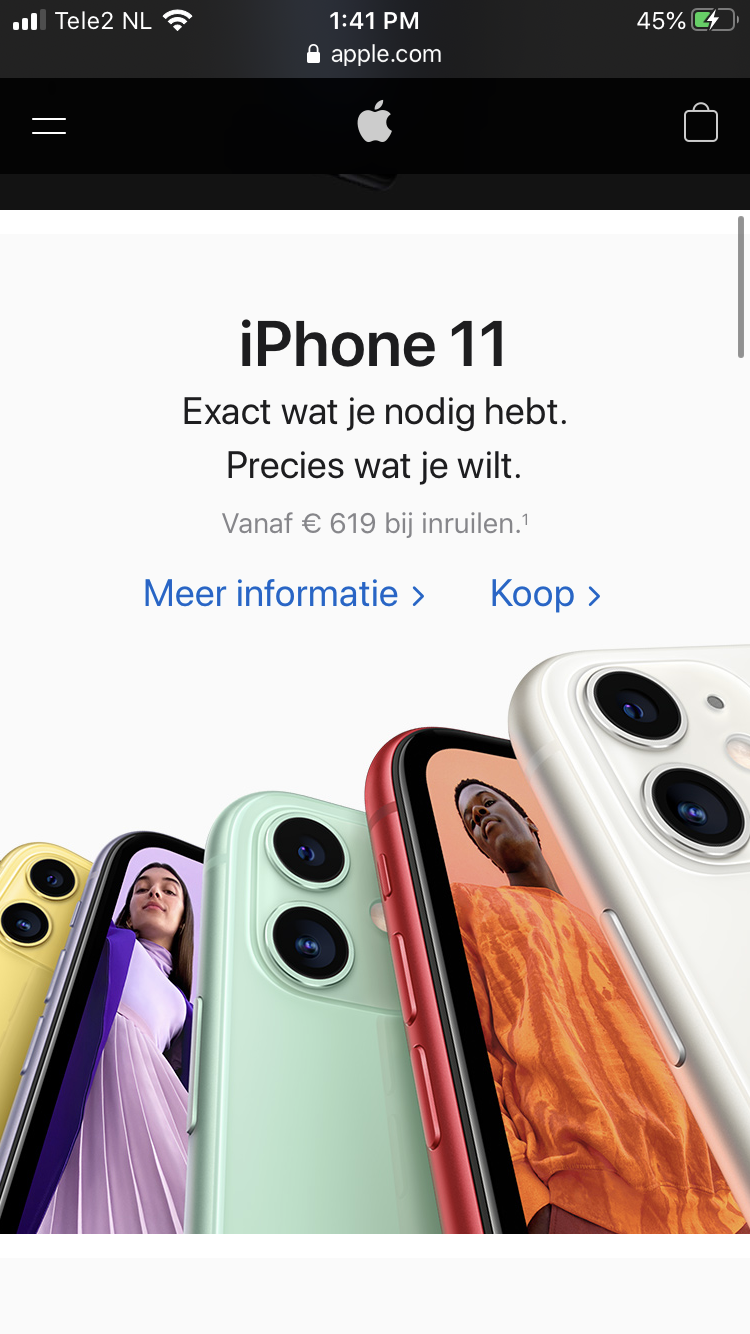 Tele2 NL 1:41 PM 45%
apple.com
iPhone 11
Exact wat je nodig hebt.
Precies wat je wilt.
Vanaf € 619 bij inruilen.¹
Meer informatie > Koop >